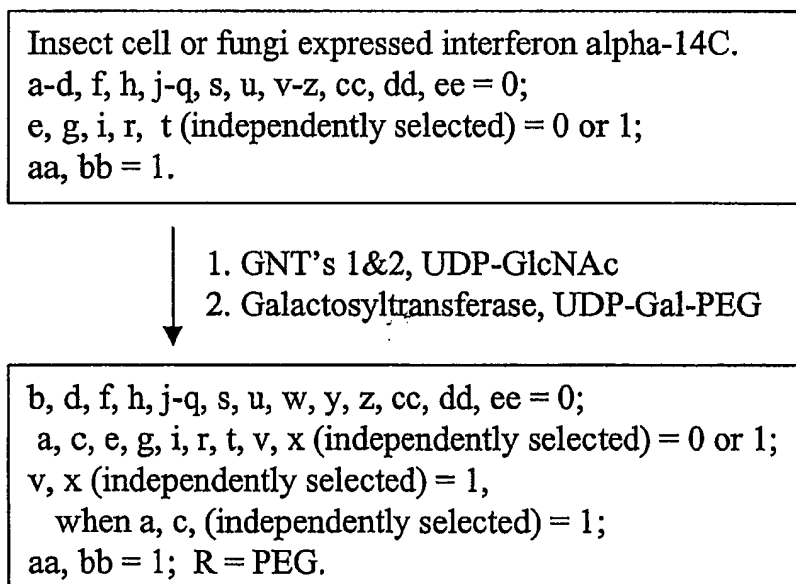 Insect cell or fungi expressed interferon alpha-14C.
a-d, f, h, j-q, s, u, v-z, cc, dd, ee = 0;
e, g, i, r, t (independently selected) = 0 or 1;
aa, bb = 1.
1. GNT's 1&2, UDP-GlcNAc
2. Galactosyltransferase, UDP-Gal-PEG
b, d, f, h, j-q, s, u, w, y, z, cc, dd, ee = 0;
a, c, e, g, i, r, t, v, x (independently selected) = 0 or 1;
v, x (independently selected) = 1,
when a, c, (independently selected) = 1;
aa, bb = 1; R = PEG.